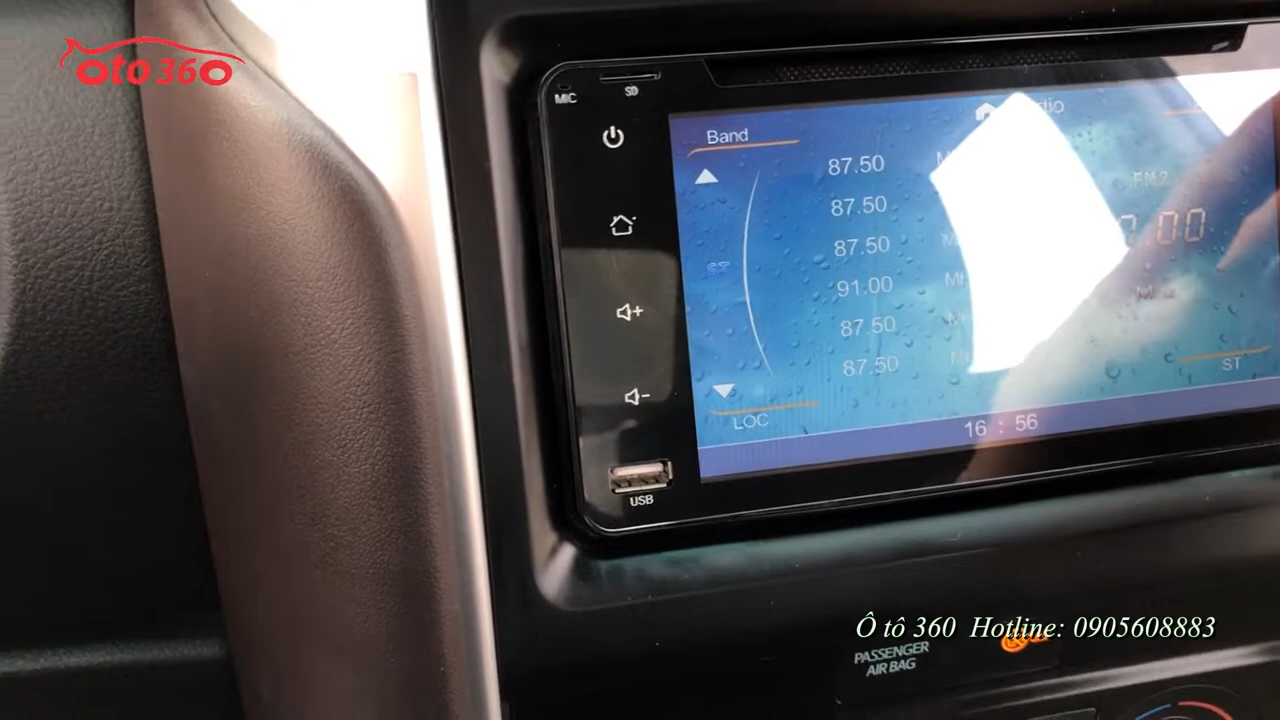 oto360
MIC
SD
Band
87.50
87.50
87.50
91.00
87.50
87.50
FM2
ST
LOC
ST
16 : 56
USB
Ô tô 360 Hotline: 0905608883
PASSENGER
AIR BAG